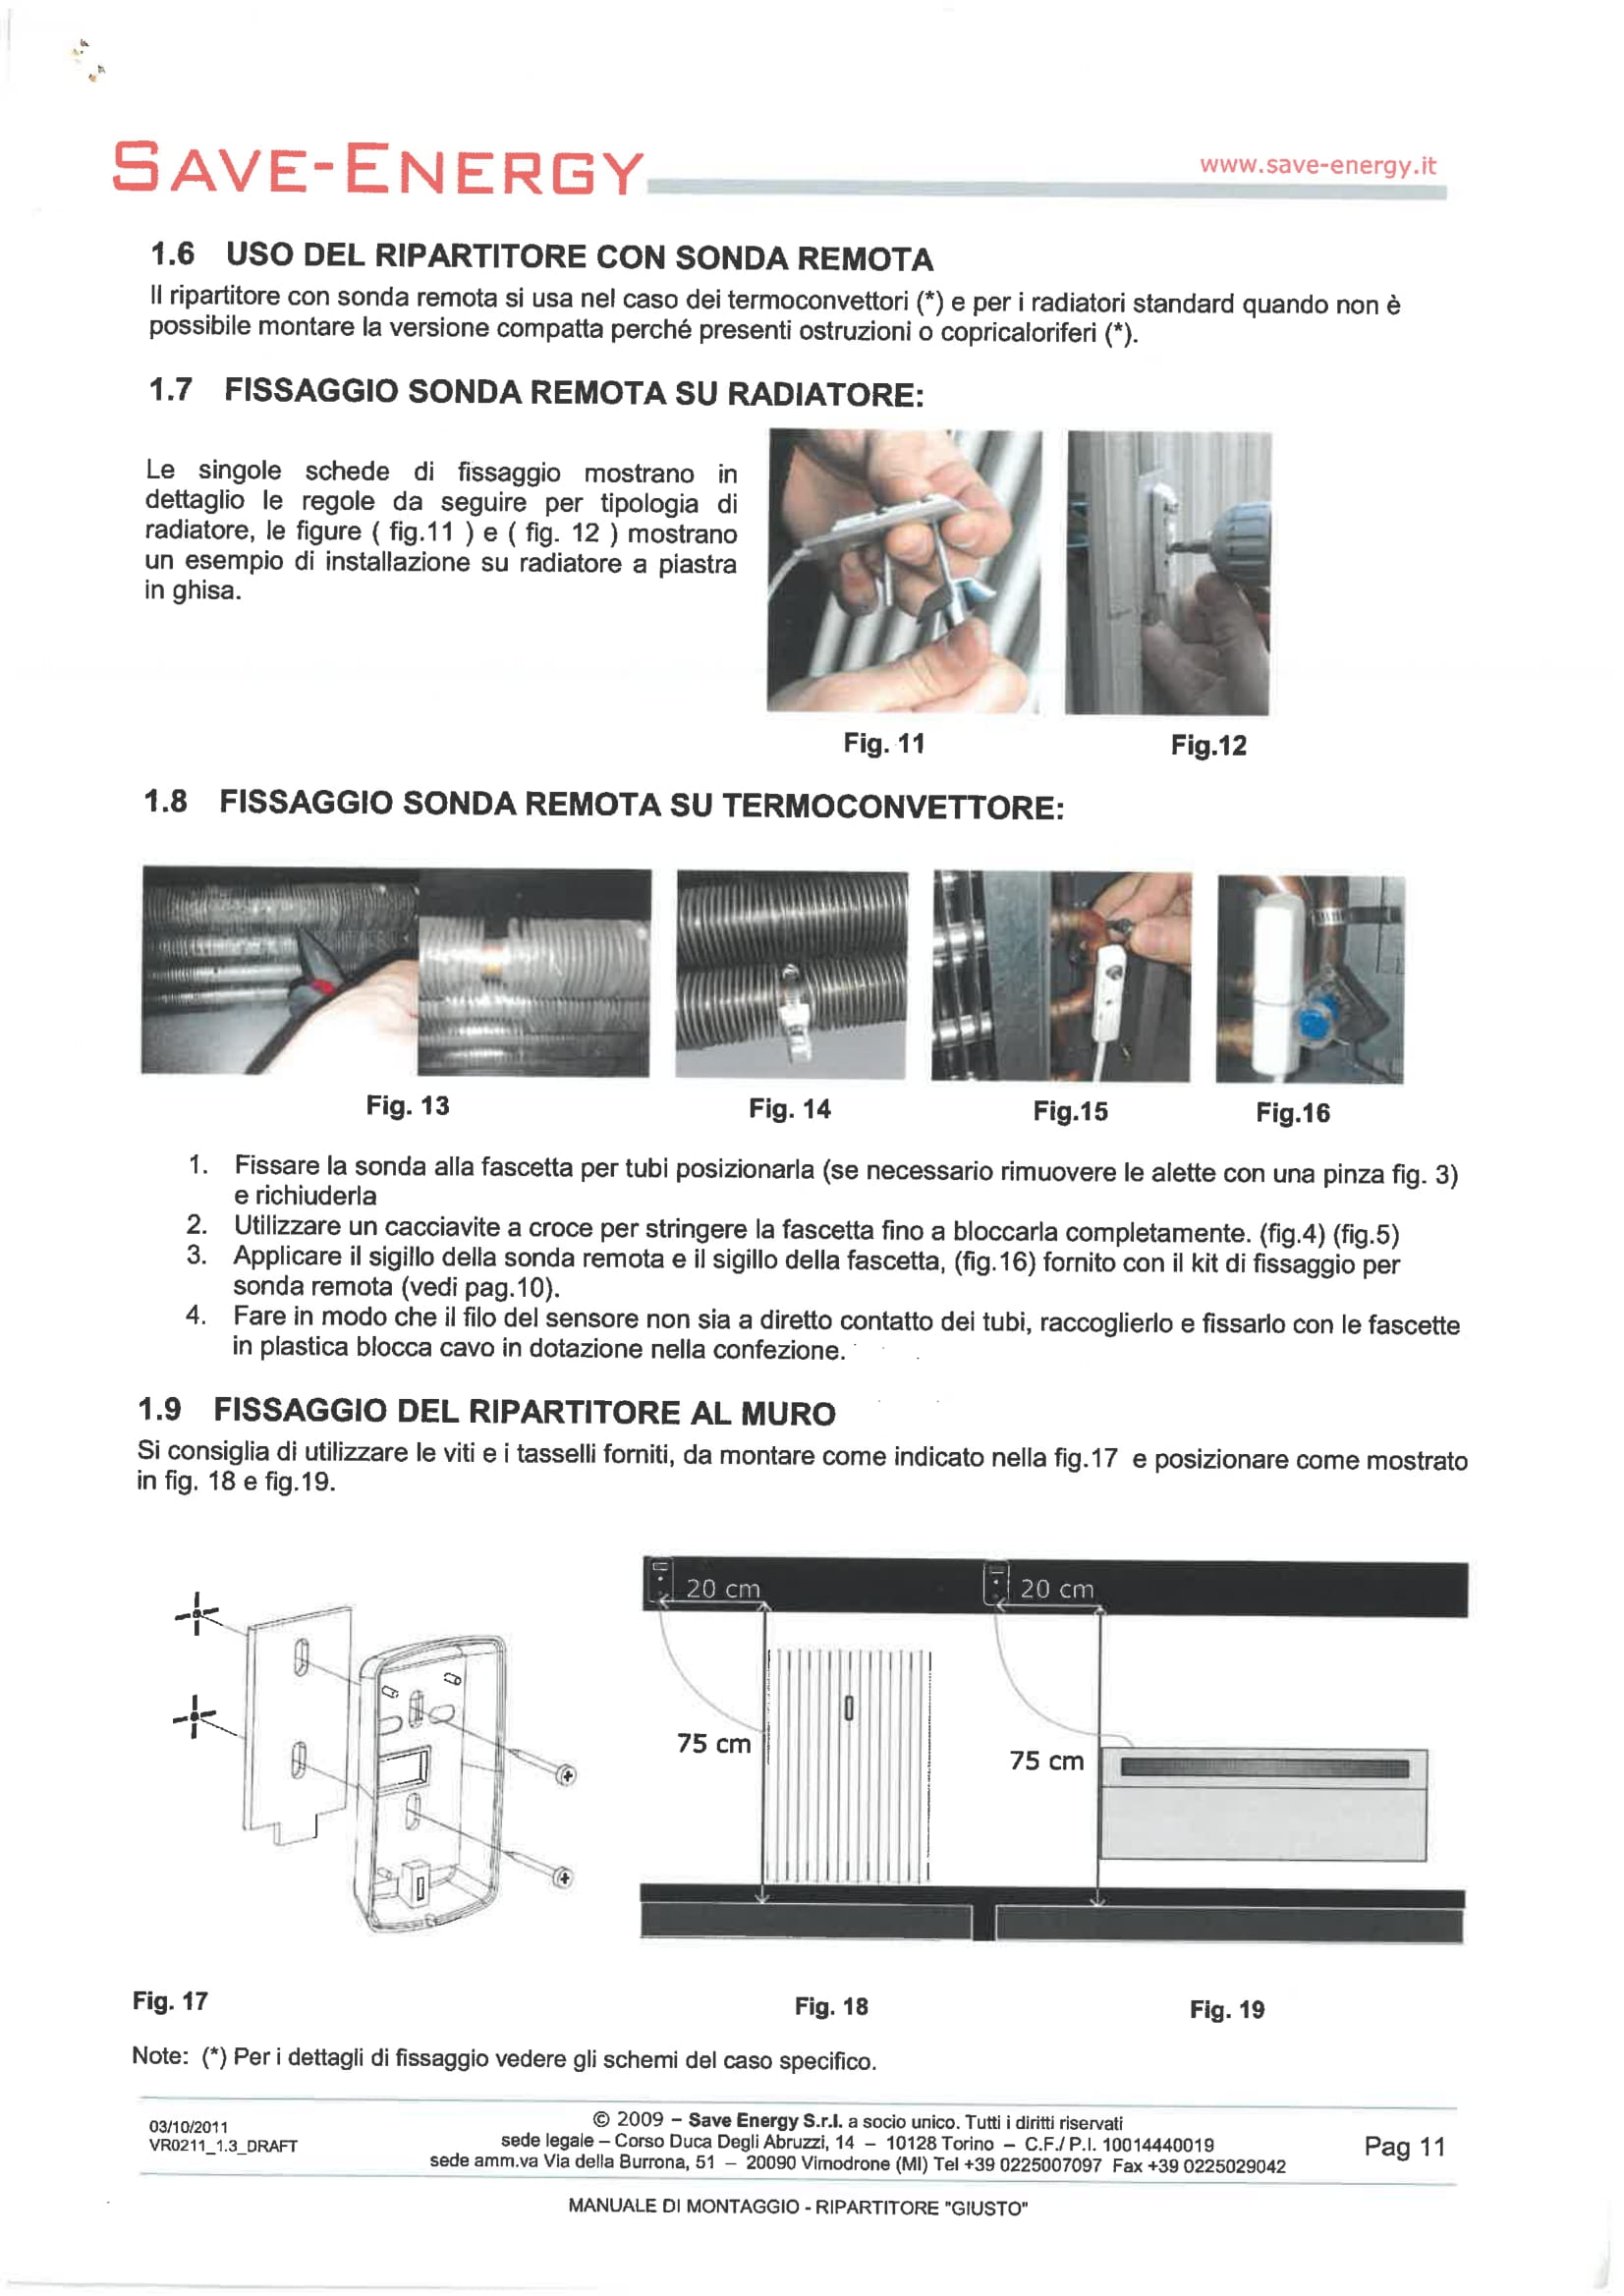 SAVE-ENERGY
www.save-energy.it
1.6 USO DEL RIPARTITORE CON SONDA REMOTA
Il ripartitore con sonda remota si usa nel caso dei termoconvettori (*) e per i radiatori standard quando non è
possibile montare la versione compatta perché presenti ostruzioni o copricaloriferi (*).
1.7 FISSAGGIO SONDA REMOTA SU RADIATORE:
Le singole schede di fissaggio mostrano in
dettaglio le regole da seguire per tipologia di
radiatore, le figure ( fig.11 ) e ( fig. 12 ) mostrano
un esempio di installazione su radiatore a piastra
in ghisa.
Fig. 11
Fig.12
1.8 FISSAGGIO SONDA REMOTA SU TERMOCONVETTORE:
Fig. 13
Fig. 14
Fig.15
Fig.16
1. Fissare la sonda alla fascetta per tubi posizionarla (se necessario rimuovere le alette con una pinza fig. 3)
e richiuderla
2. Utilizzare un cacciavite a croce per stringere la fascetta fino a bloccarla completamente. (fig.4) (fig.5)
3. Applicare il sigillo della sonda remota e il sigillo della fascetta, (fig.16) fornito con il kit di fissaggio per
sonda remota (vedi pag.10).
4. Fare in modo che il filo del sensore non sia a diretto contatto dei tubi, raccoglierlo e fissarlo con le fascette
in plastica blocca cavo in dotazione nella confezione.
1.9 FISSAGGIO DEL RIPARTITORE AL MURO
Si consiglia di utilizzare le viti e i tasselli forniti, da montare come indicato nella fig.17 e posizionare come mostrato
in fig. 18 e fig.19.
20 cm
20 cm
75 cm
75 cm
Fig. 17
Fig. 18
Fig. 19
Note: (*) Per i dettagli di fissaggio vedere gli schemi del caso specifico.
03/10/2011
VR0211_1.3_DRAFT
© 2009 – Save Energy S.r.l. a socio unico. Tutti i diritti riservati
sede legale – Corso Duca Degli Abruzzi, 14 – 10128 Torino – C.F./ P.I. 10014440019
sede amm.va Via della Burrona, 51 – 20090 Vimodrone (MI) Tel +39 0225007097 Fax +39 0225029042
Pag 11
MANUALE DI MONTAGGIO - RIPARTITORE "GIUSTO"